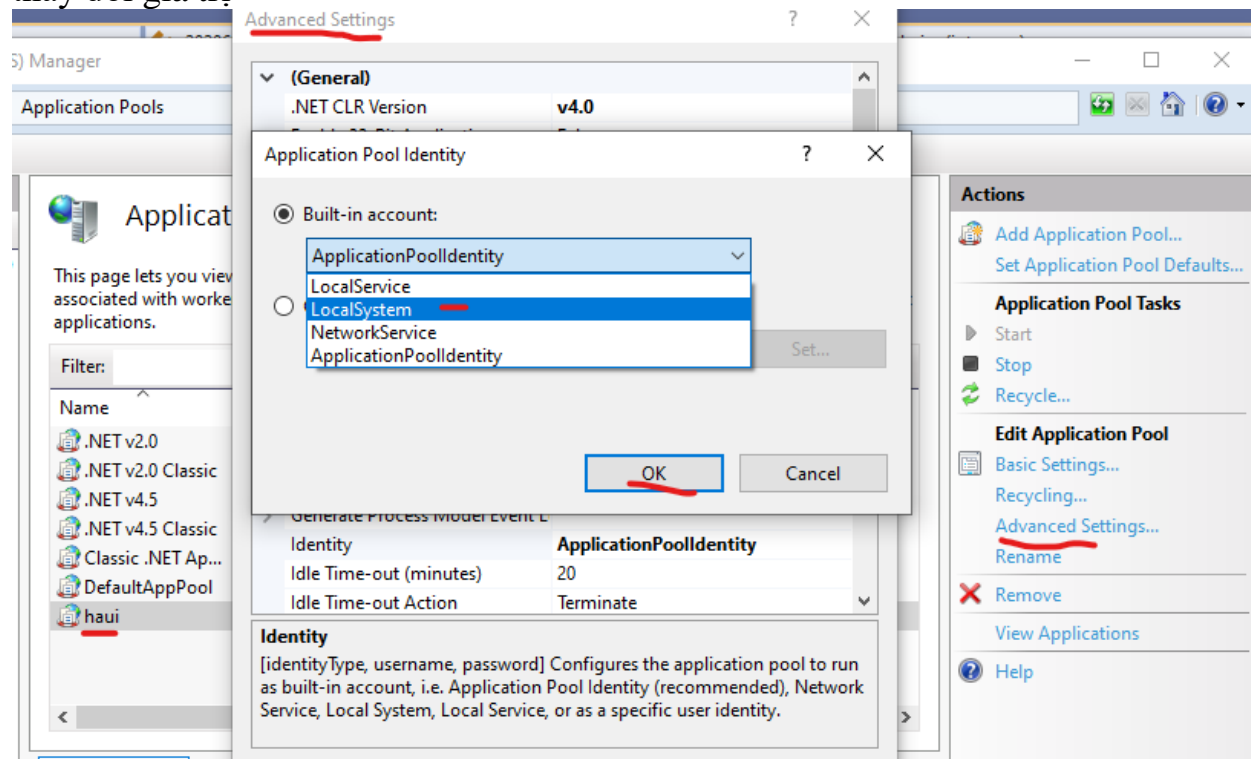 Advanced Settings
?
S) Manager
(General)
.NET CLR Version v4.0
Application Pools
Application Pool Identity
?
Built-in account:
ApplicationPoolIdentity
LocalService
LocalSystem
NetworkService
ApplicationPoolIdentity
Set...
OK
Cancel
Applicat
This page lets you view
associated with worke
applications.
Filter:
Name
.NET v2.0
.NET v2.0 Classic
.NET v4.5
.NET v4.5 Classic
Classic .NET Ap...
DefaultAppPool
haui
Generate Process Model Event L
Identity ApplicationPoolIdentity
Idle Time-out (minutes) 20
Idle Time-out Action Terminate
Identity
[identityType, username, password] Configures the application pool to run
as built-in account, i.e. Application Pool Identity (recommended), Network
Service, Local System, Local Service, or as a specific user identity.
Actions
Add Application Pool...
Set Application Pool Defaults...
Application Pool Tasks
Start
Stop
Recycle...
Edit Application Pool
Basic Settings...
Recycling...
Advanced Settings...
Rename
Remove
View Applications
Help